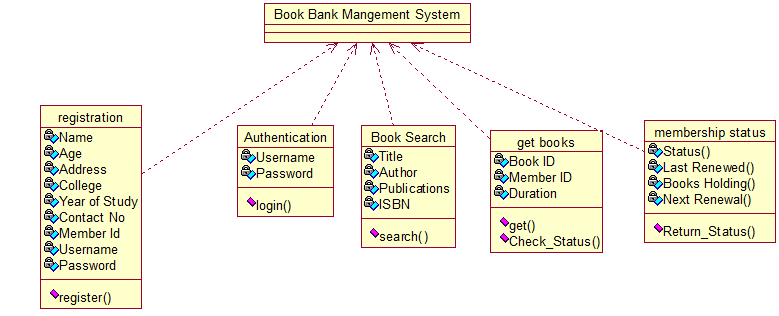 Book Bank Mangement System
registration
Name
Age
Address
College
Year of Study
Contact No
Member Id
Username
Password
register()
Authentication
Username
Password
login()
Book Search
Title
Author
Publications
ISBN
search()
get books
Book ID
Member ID
Duration
get()
Check_Status()
membership status
Status()
Last Renewed()
Books Holding()
Next Renewal()
Return_Status()